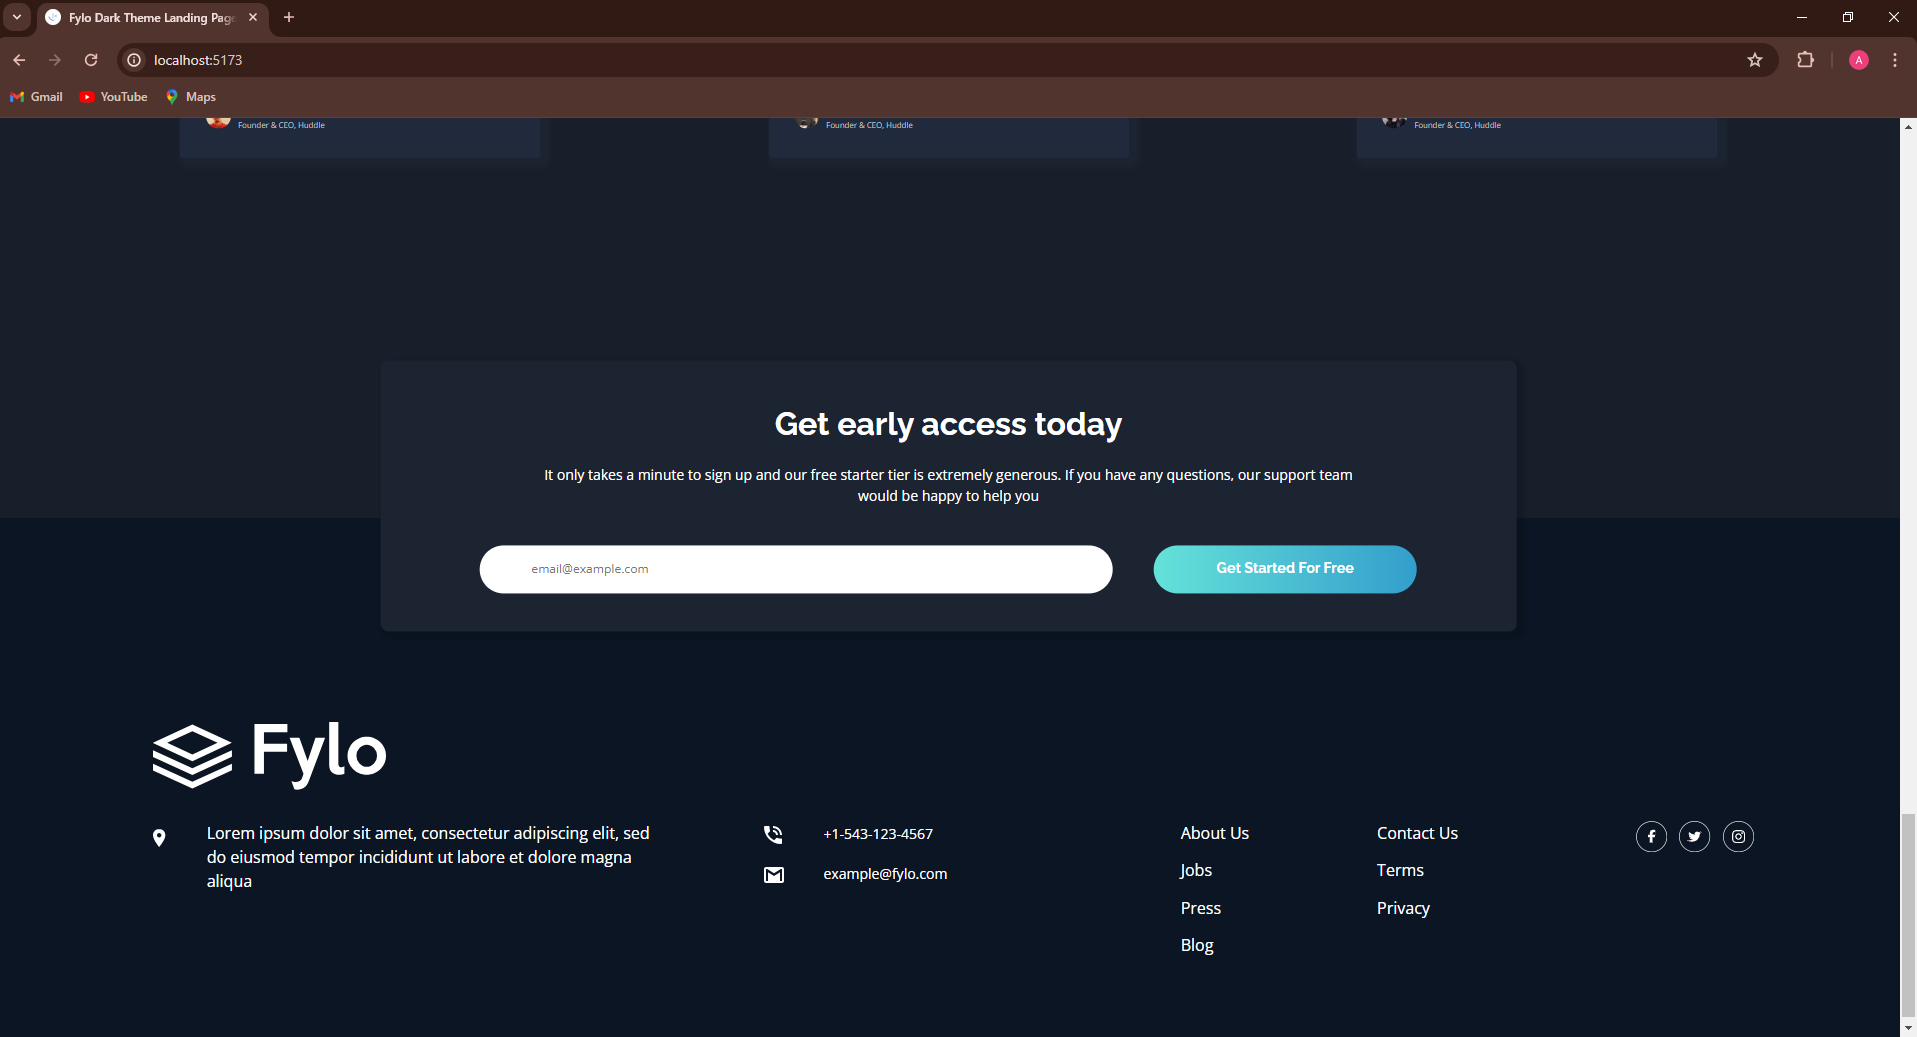 Fylo Dark Theme Landing Pag
localhost:5173
A
Gmail
YouTube
Maps
Founder & CEO, Huddle
Founder & CEO, Huddle
Founder & CEO, Huddle
Get early access today
It only takes a minute to sign up and our free starter tier is extremely generous. If you have any questions, our support team
would be happy to help you
email@example.com
Get Started For Free
Fylo
Lorem ipsum dolor sit amet, consectetur adipiscing elit, sed
do eiusmod tempor incididunt ut labore et dolore magna
aliqua
+1-543-123-4567
example@fylo.com
About Us
Jobs
Press
Blog
Contact Us
Terms
Privacy